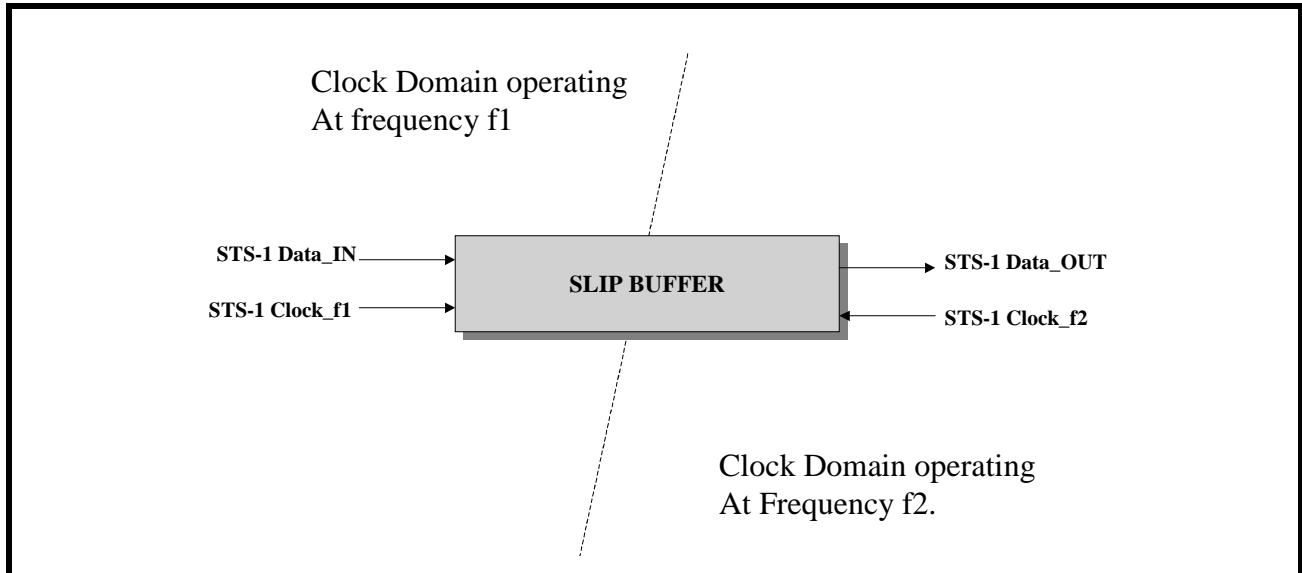 Clock Domain operating
At frequency f1
STS-1 Data_IN
STS-1 Clock_f1
SLIP BUFFER
STS-1 Data_OUT
STS-1 Clock_f2
Clock Domain operating
At Frequency f2.